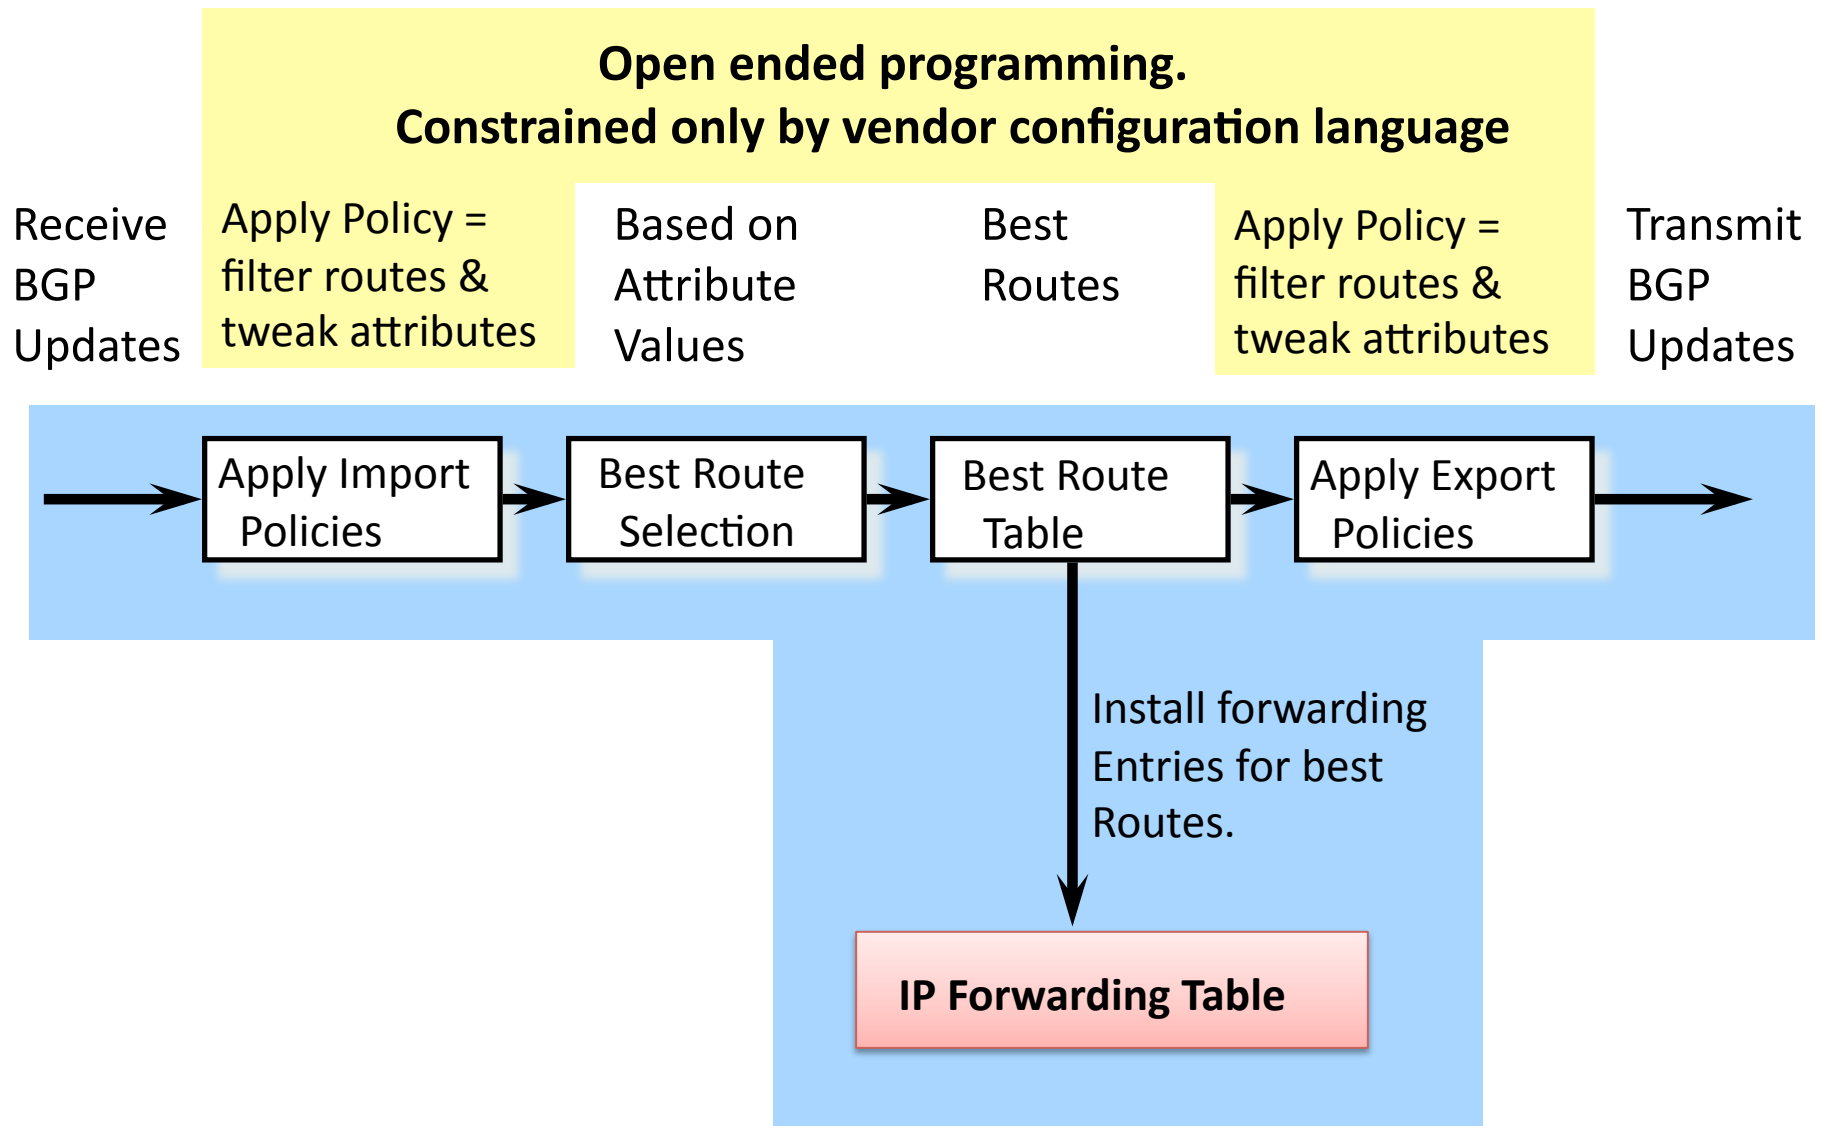 Open ended programming.
Constrained only by vendor configuration language
Receive
BGP
Updates
Apply Policy =
filter routes &
tweak attributes
Based on
Attribute
Values
Best
Routes
Apply Policy =
filter routes &
tweak attributes
Transmit
BGP
Updates
Apply Import
Policies
Best Route
Selection
Best Route
Table
Apply Export
Policies
Install forwarding
Entries for best
Routes.
IP Forwarding Table